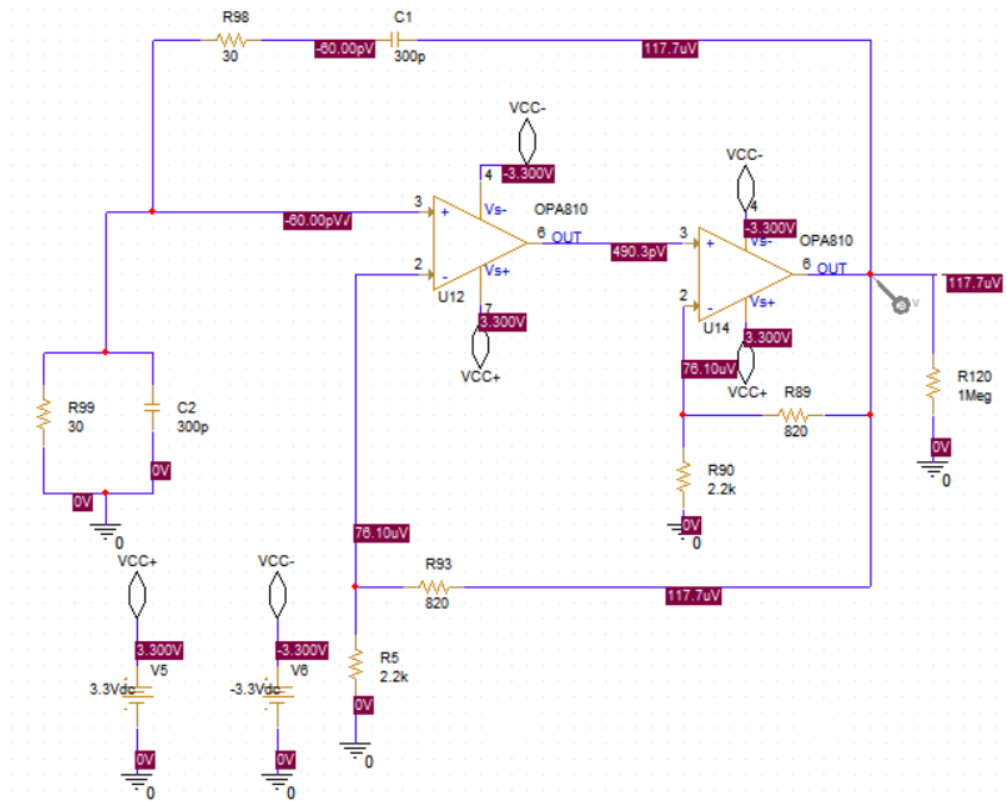 R98
30
-60.00pV
C1
300p
117.7uV
VCC-
4
-3.300V
Vs-
OPA810
3
+
-60.00pV
6
OUT
490.3pV
2
-
Vs+
U12
7
3.300V
VCC+
VCC-
4
-3.300V
Vs-
OPA810
3
+
6
OUT
117.7uV
V
2
-
Vs+
U14
3.300V
76.10uV
VCC+
R89
820
R120
1Meg
0V
0
R90
2.2k
0V
0
R99
30
C2
300p
0V
0V
0
76.10uV
R93
820
117.7uV
R5
2.2k
0V
0
VCC+
3.300V
V5
3.3Vdc
0V
0
VCC-
-3.300V
V6
-3.3Vdc
0V
0